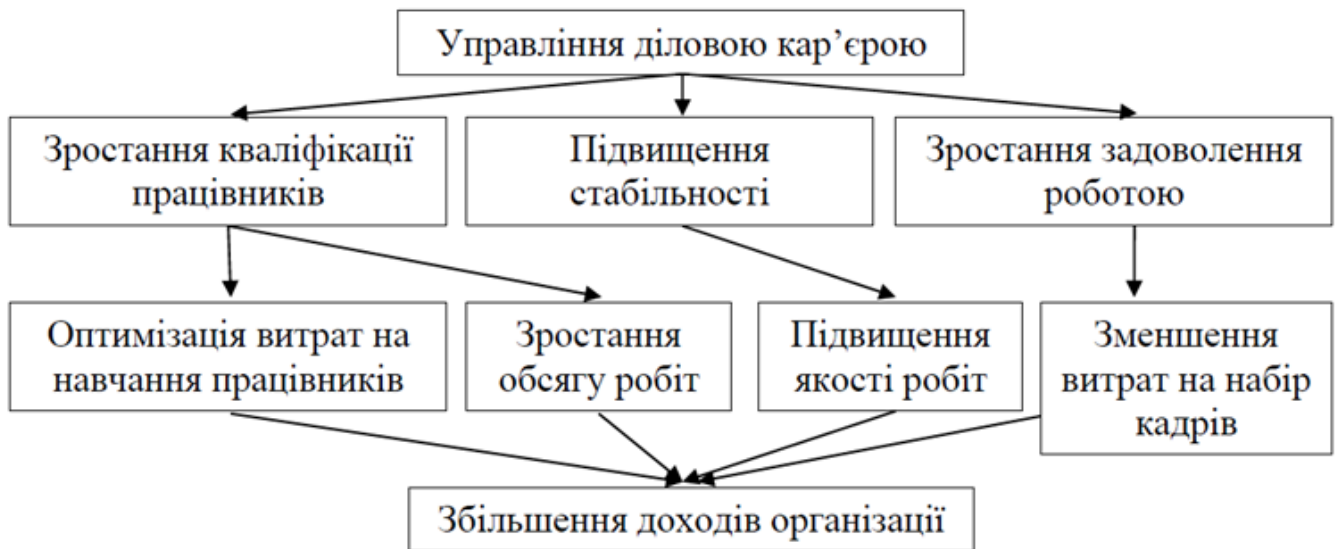 Управління діловою кар’єрою
Зростання кваліфікації
працівників
Підвищення
стабільності
Зростання задоволення
роботою
Оптимізація витрат на
навчання працівників
Зростання
обсягу робіт
Підвищення
якості робіт
Зменшення
витрат на набір
кадрів
Збільшення доходів організації